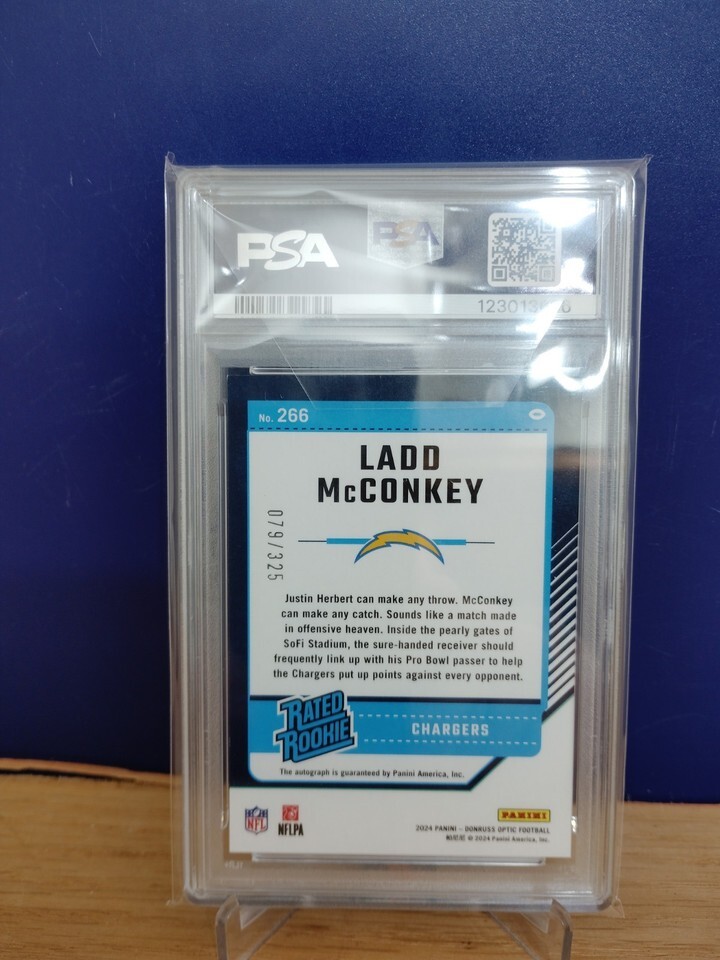 PSA
PSA
No. 266
LADD
McCONKEY
079/325
Justin Herbert can make any throw. McConkey
can make any catch. Sounds like a match made
in offensive heaven. Inside the pearly gates of
SoFi Stadium, the sure-handed receiver should
frequently link up with his Pro Bowl passer to help
the Chargers put up points against every opponent.
RATED
ROOKIE
CHARGERS
The autograph is guaranteed by Panini America, Inc.
NFL
NFLPA
PANINI
2024 PANINI – DONRUSS OPTIC FOOTBALL
© 2024 Panini America, Inc.